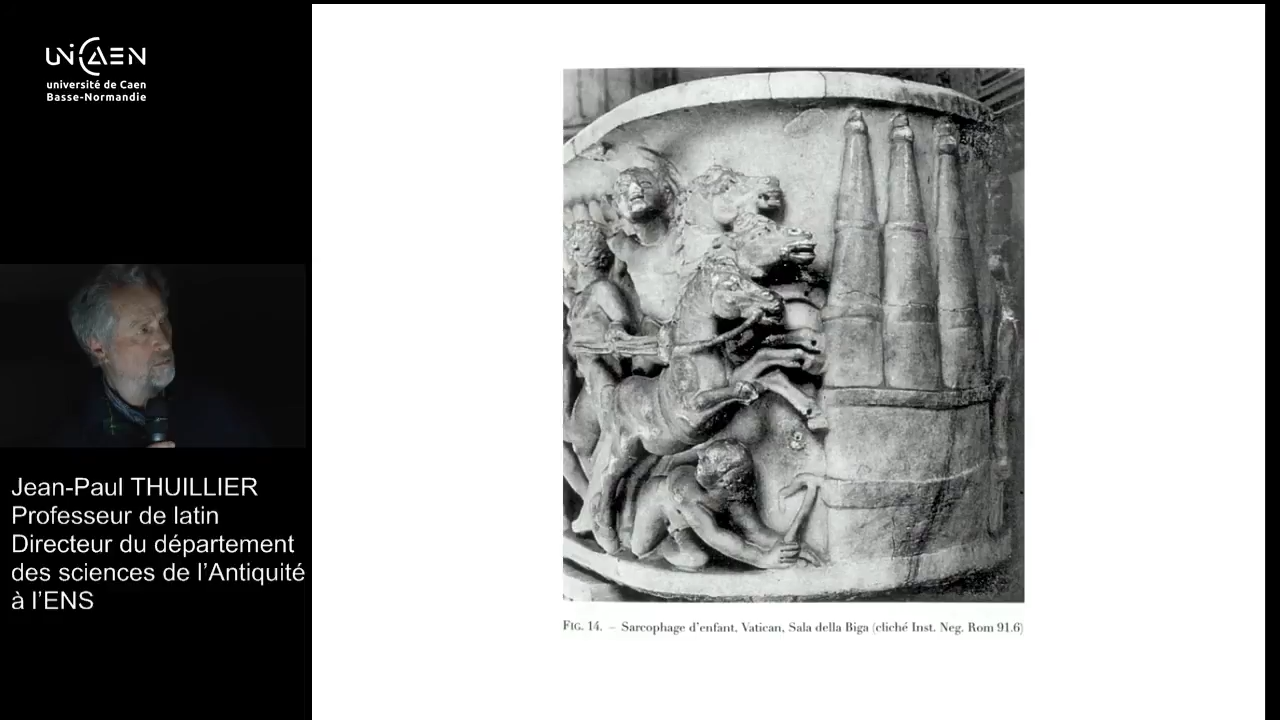 UNICAEN
université de Caen
Basse-Normandie
Jean-Paul THUILLIER
Professeur de latin
Directeur du département
des sciences de l'Antiquité
à l'ENS
FIG. 14. – Sarcophage d'enfant, Vatican, Sala della Biga (cliché Inst. Neg. Rom 91.6)